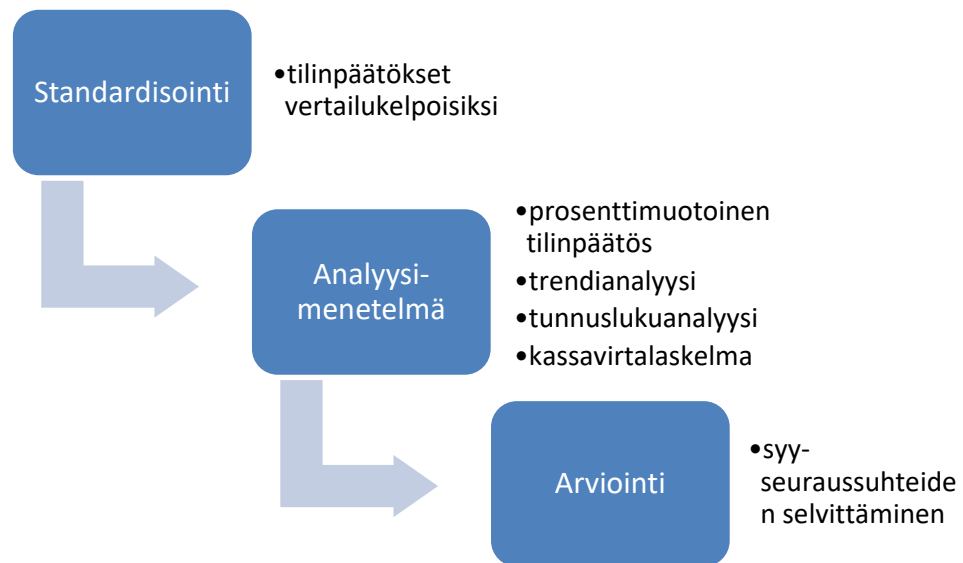 Standardisointi
•tilinpäätökset
vertailukelpoisiksi
Analyysi-
menetelmä
•prosenttimuotoinen
tilinpäätös
•trendianalyysi
•tunnuslukuanalyysi
•kassavirtalaskelma
Arviointi
•syy-
seuraussuhteide
n selvittäminen